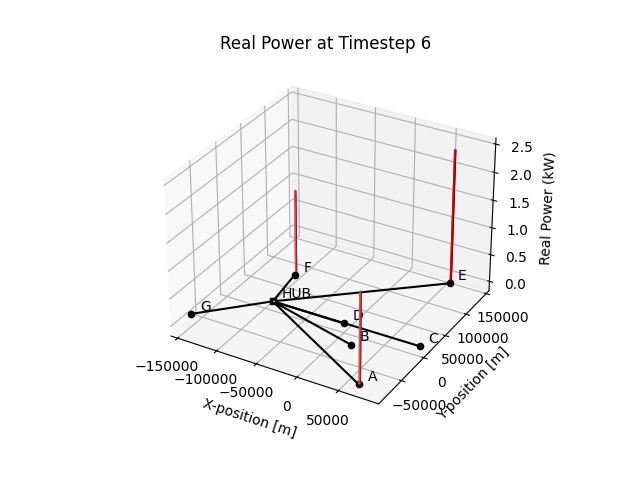 Real Power at Timestep 6
2.5
2.0
1.5
1.0
0.5
0.0
Real Power (kW)
F
E
HUB
G
D
C
B
A
150000
100000
50000
0
−50000
Y-position [m]
−150000
−100000
−50000
0
50000
X-position [m]